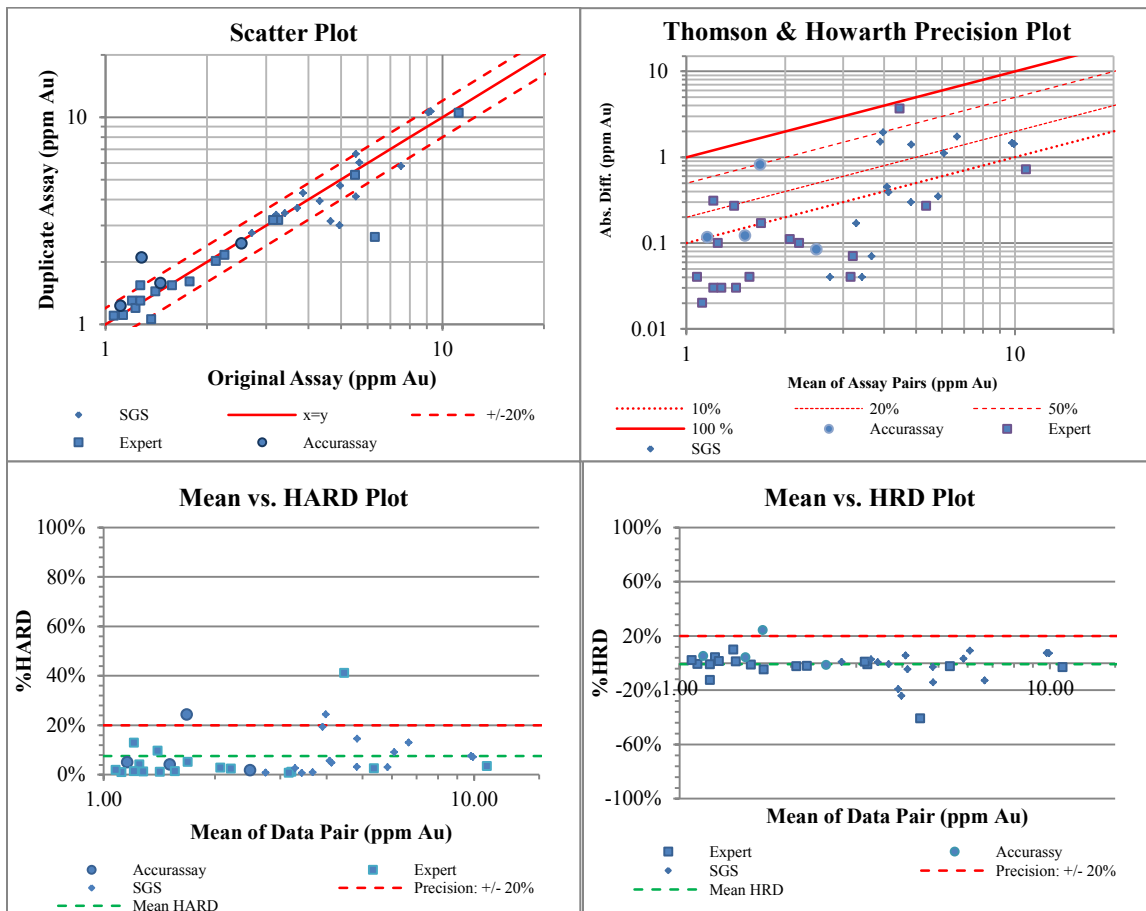 Scatter Plot
Duplicate Assay (ppm Au)
10
1
1
10
Original Assay (ppm Au)
SGS
x=y
+/-20%
Expert
Accurassay
Thomson & Howarth Precision Plot
Abs. Diff. (ppm Au)
10
1
0.1
0.01
1
10
Mean of Assay Pairs (ppm Au)
10%
20%
50%
100 %
Accurassay
Expert
SGS
Mean vs. HARD Plot
%HARD
100%
80%
60%
40%
20%
0%
1.00
10.00
Mean of Data Pair (ppm Au)
Accurassay
Expert
SGS
Precision: +/- 20%
Mean HARD
Mean vs. HRD Plot
%HRD
100%
60%
20%
-20%
-60%
-100%
1.00
10.00
Mean of Data Pair (ppm Au)
Expert
Accurassy
SGS
Precision: +/- 20%
Mean HRD